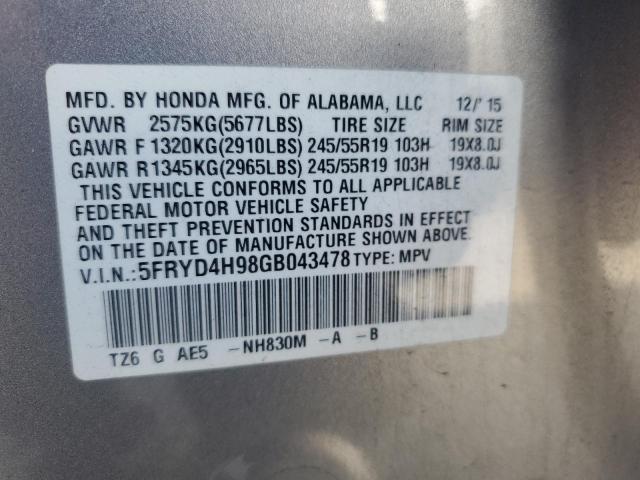 MFD. BY HONDA MFG. OF ALABAMA, LLC 12/'15
GVWR 2575KG(5677LBS) TIRE SIZE RIM SIZE
GAWR F 1320KG(2910LBS) 245/55R19 103H 19X8.0J
GAWR R 1345KG(2965LBS) 245/55R19 103H 19X8.0J
THIS VEHICLE CONFORMS TO ALL APPLICABLE
FEDERAL MOTOR VEHICLE SAFETY
AND THEFT PREVENTION STANDARDS IN EFFECT
ON THE DATE OF MANUFACTURE SHOWN ABOVE.
V.I.N.:5FRYD4H98GB043478 TYPE: MPV
TZ6 G AE5 -NH830M -A -B